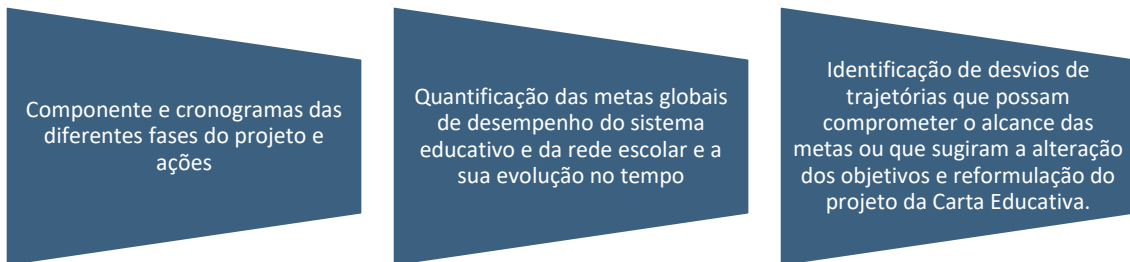 Componente e cronogramas das
diferentes fases do projeto e
ações
Quantificação das metas globais
de desempenho do sistema
educativo e da rede escolar e a
sua evolução no tempo
Identificação de desvios de
trajetórias que possam
comprometer o alcance das
metas ou que sugiram a alteração
dos objetivos e reformulação do
projeto da Carta Educativa.